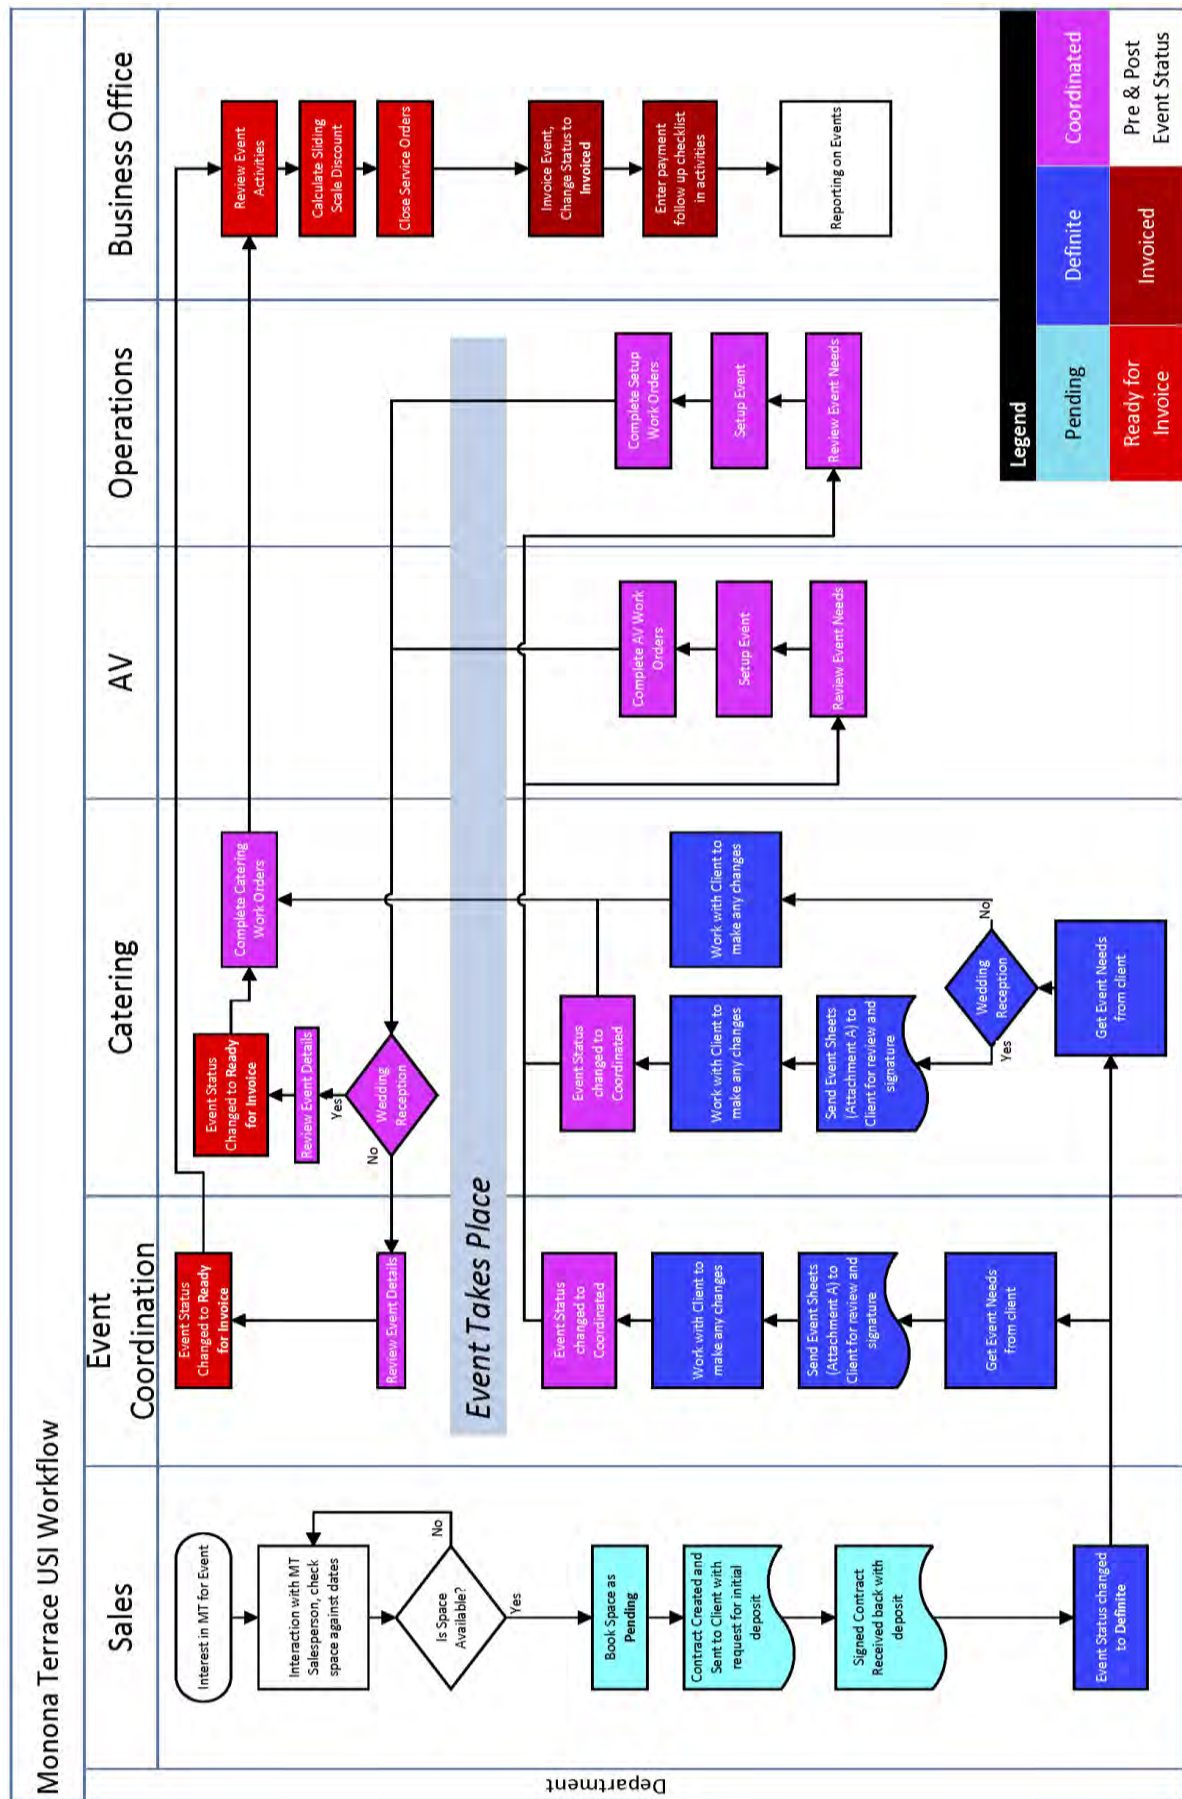 Monona Terrace USI Workflow
Department
Sales
Interest in MT for Event
Interaction with MT
Salesperson, check
space against dates
Is Space
Available?
No
Yes
Book Space as
Pending
Contract Created and
Sent to Client with
request for initial
deposit
Signed Contract
Received back with
deposit
Event Status changed
to Definite
Event
Coordination
Event Status
Changed to Ready
for Invoice
Review Event Details
Event Takes Place
Event Status
changed to
Coordinated
Work with Client to
make any changes
Send Event Sheets
(Attachment A) to
Client for review and
signature
Get Event Needs
from client
Catering
Complete Catering
Work Orders
Event Status
Changed to Ready
for Invoice
Review Event Details
Yes
Wedding
Reception
No
Event Status
changed to
Coordinated
Work with Client to
make any changes
Work with Client to
make any changes
Send Event Sheets
(Attachment A) to
Client for review and
signature
Yes
Wedding
Reception
No
Get Event Needs
from client
AV
Complete AV Work
Orders
Setup Event
Review Event Needs
Operations
Complete Setup
Work Orders
Setup Event
Review Event Needs
Business Office
Review Event
Activities
Calculate Sliding
Scale Discount
Close Service Orders
Invoice Event,
Change Status to
Invoiced
Enter payment
follow up checklist
in activities
Reporting on Events
Legend
Pending
Definite
Coordinated
Ready for
Invoice
Invoiced
Pre & Post
Event Status